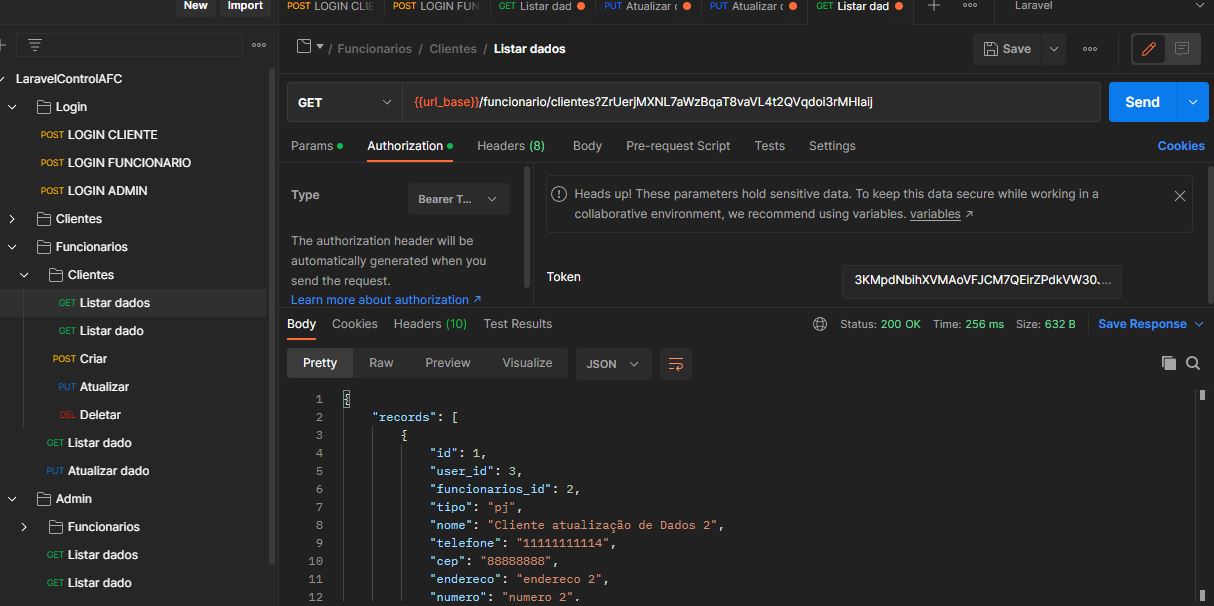 New Import
POST LOGIN CLIE POST LOGIN FUN GET Listar dad PUT Atualizar PUT Atualizar GET Listar dad Laravel
/ Funcionarios / Clientes / Listar dados Save
LaravelControlAFC
Login
POST LOGIN CLIENTE
POST LOGIN FUNCIONARIO
POST LOGIN ADMIN
Clientes
Funcionarios
Clientes
GET Listar dados
GET Listar dado
POST Criar
PUT Atualizar
DEL Deletar
GET Listar dado
PUT Atualizar dado
Admin
Funcionarios
GET Listar dados
GET Listar dado
GET {{url_base}}/funcionario/clientes?ZrUerjMXNL7aWzBqaT8vaVL4t2QVqdoi3rMHIaij Send
Params Authorization Headers (8) Body Pre-request Script Tests Settings Cookies
Type Bearer T...
The authorization header will be
automatically generated when you
send the request.
Learn more about authorization ↗
Heads up! These parameters hold sensitive data. To keep this data secure while working in a
collaborative environment, we recommend using variables. variables ↗
Token 3KMpdNbihXVMAoVFJCM7QEirZPdkVW30....
Body Cookies Headers (10) Test Results Status: 200 OK Time: 256 ms Size: 632 B Save Response
Pretty Raw Preview Visualize JSON
1 {
2 "records": [
3 {
4 "id": 1,
5 "user_id": 3,
6 "funcionarios_id": 2,
7 "tipo": "pj",
8 "nome": "Cliente atualização de Dados 2",
9 "telefone": "11111111114",
10 "cep": "88888888",
11 "endereco": "endereco 2",
12 "numero": "numero 2",